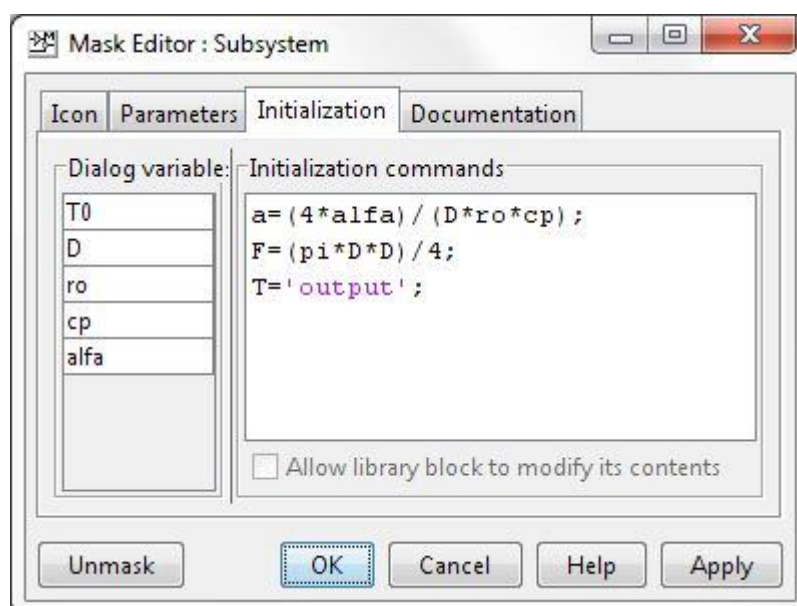 Mask Editor : Subsystem
Icon Parameters Initialization Documentation
Dialog variable: Initialization commands
T0
D
ro
cp
alfa
a=(4*alfa)/(D*ro*cp);
F=(pi*D*D)/4;
T='output';
Allow library block to modify its contents
Unmask OK Cancel Help Apply